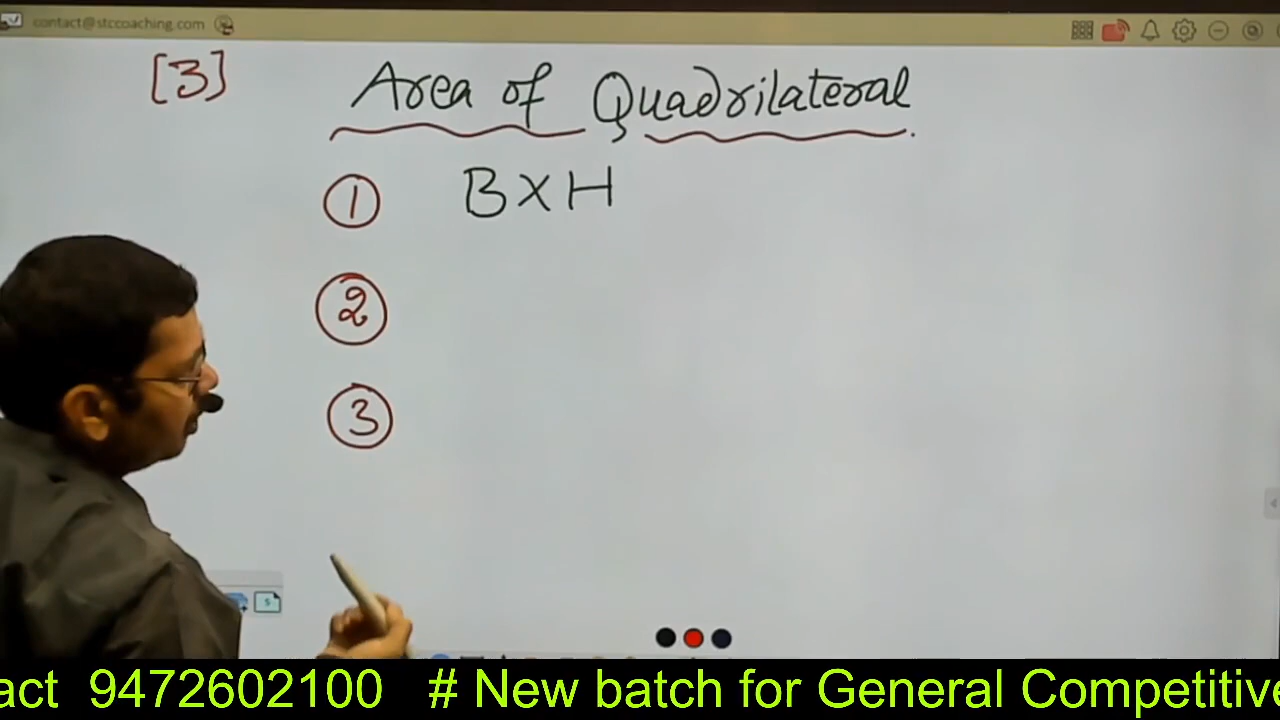 contact@stccoaching.com
[3] Area of Quadrilateral.
① B×H
②
③
act 9472602100 # New batch for General Competitive